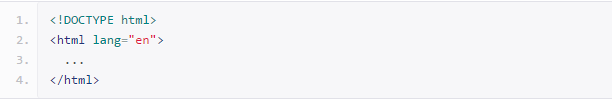 1. <!DOCTYPE html>
2. <html lang="en">
3.   ...
4. </html>